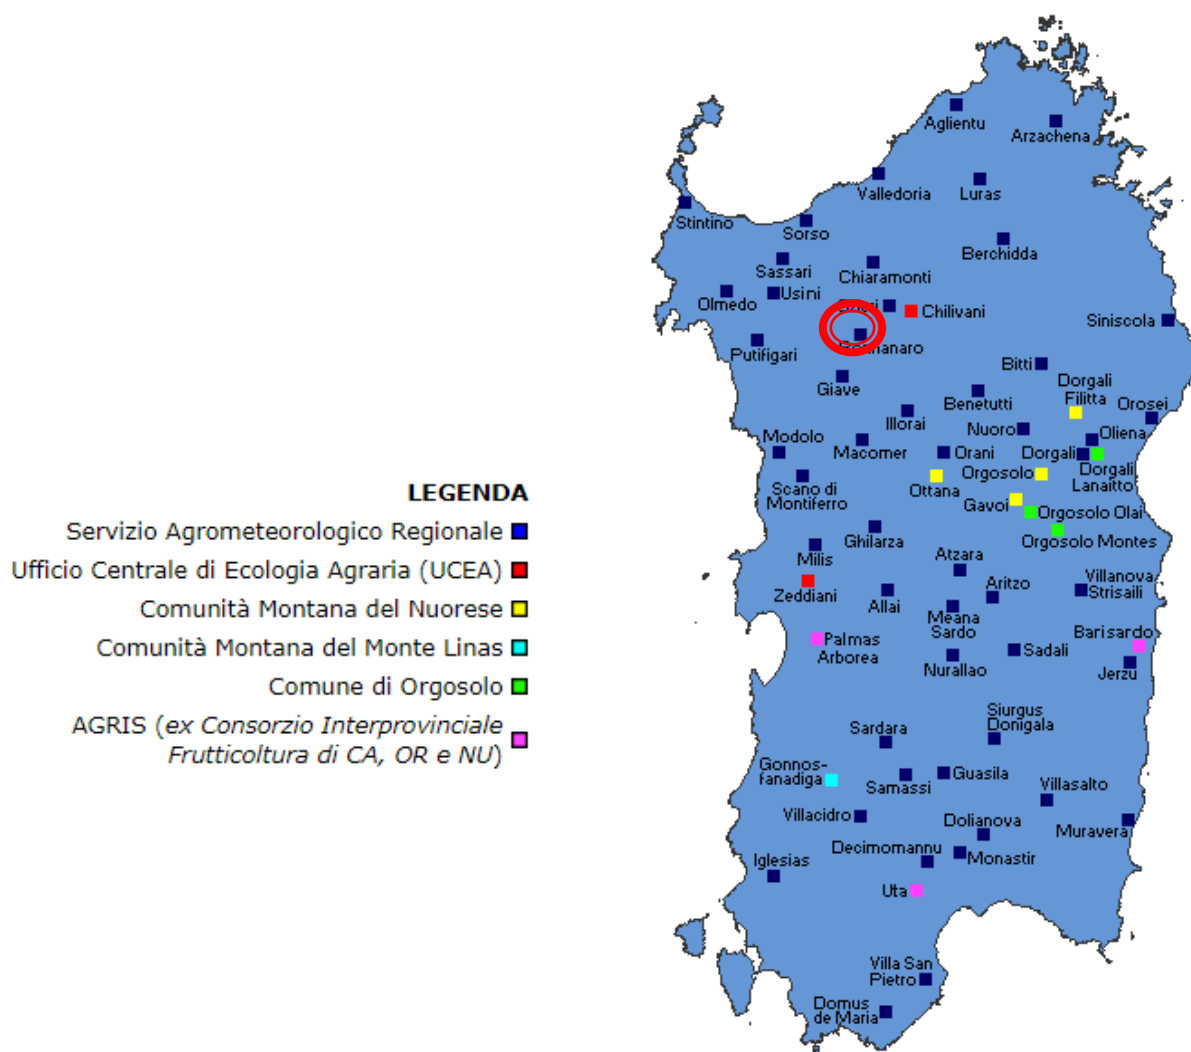 LEGENDA
Servizio Agrometeorologico Regionale
Ufficio Centrale di Ecologia Agraria (UCEA)
Comunità Montana del Nuorese
Comunità Montana del Monte Linas
Comune di Orgosolo
AGRIS (ex Consorzio Interprovinciale
Frutticoltura di CA, OR e NU)
Aglientu
Arzachena
Valledoria
Luras
Stintino
Sorso
Berchidda
Sassari
Chiaramonti
Olmedo
Usini
Chilivani
Siniscola
Putifigari
Giave
Bitti
Benetutti
Dorgali
Filitta
Orosei
Illorai
Nuoro
Oliena
Modolo
Macomer
Orani
Dorgali
Orgosolo
Dorgali
Lanaitto
Scano di
Montiferro
Ottana
Gavoi
Orgosolo Olai
Ghilarza
Orgosolo Montes
Milis
Atzara
Zeddiani
Allai
Aritzo
Villanova
Strisaili
Meana
Sardo
Palmas
Arborea
Barisardo
Nurallao
Sadali
Jerzu
Siurgus
Donigala
Sardara
Gonnos-
fanadiga
Samassi
Guasila
Villasalto
Villacidro
Dolianova
Muravera
Decimomannu
Monastir
Iglesias
Uta
Villa San
Pietro
Domus
de Maria